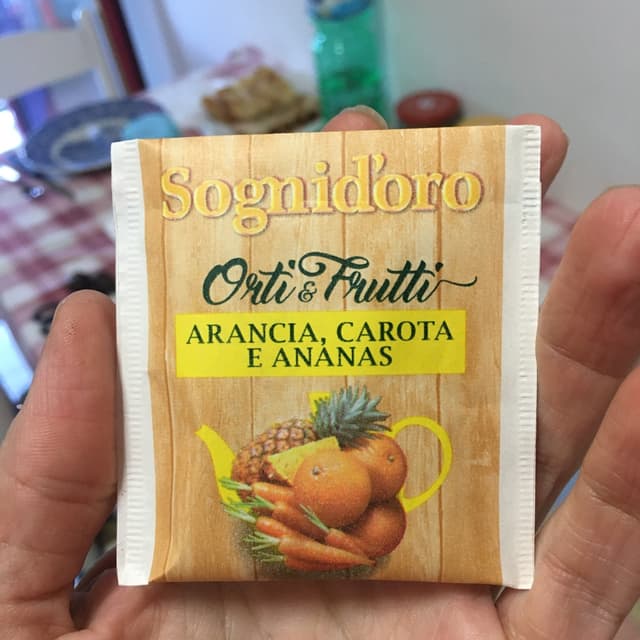 Sognid'oro
Orti & Frutti
ARANCIA, CAROTA
E ANANAS